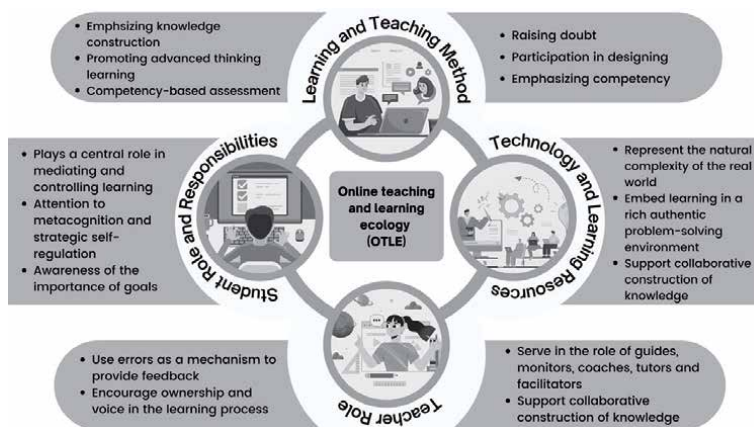 • Emphsizing knowledge
construction
• Promoting advanced thinking
learning
• Competency-based assessment
Learning and Teaching Method
• Raising doubt
• Participation in designing
• Emphasizing competency
• Plays a central role in
mediating and
controlling learning
• Attention to
metacognition and
strategic self-
regulation
• Awareness of the
importance of goals
Student Role and Responsibilities
Online teaching
and learning
ecology
(OTLE)
Technology and Learning Resources
• Represent the natural
complexity of the real
world
• Embed learning in a
rich authentic
problem-solving
environment
• Support collaborative
construction of
knowledge
• Use errors as a mechanism to
provide feedback
• Encourage ownership and
voice in the learning process
Teacher Role
• Serve in the role of guides,
monitors, coaches, tutors and
facilitators
• Support collaborative
construction of knowledge